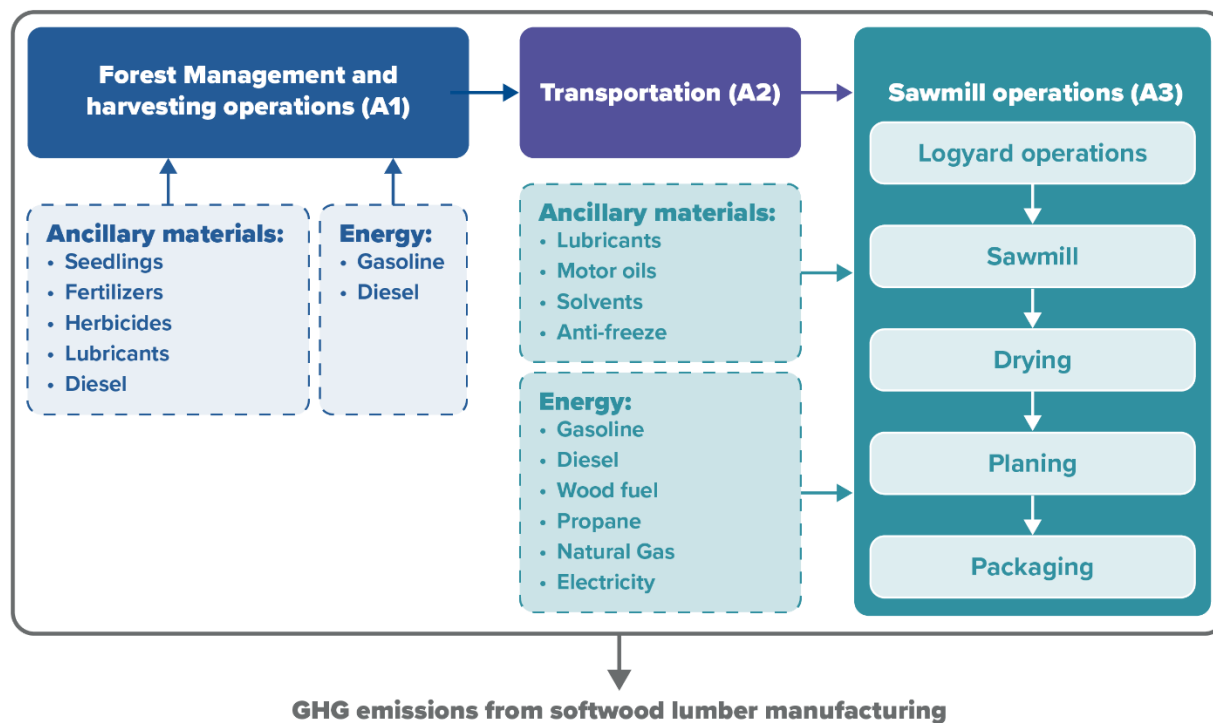 Forest Management and
harvesting operations (A1)
Transportation (A2)
Sawmill operations (A3)
Ancillary materials:
• Seedlings
• Fertilizers
• Herbicides
• Lubricants
• Diesel
Energy:
• Gasoline
• Diesel
Ancillary materials:
• Lubricants
• Motor oils
• Solvents
• Anti-freeze
Energy:
• Gasoline
• Diesel
• Wood fuel
• Propane
• Natural Gas
• Electricity
Logyard operations
Sawmill
Drying
Planing
Packaging
GHG emissions from softwood lumber manufacturing